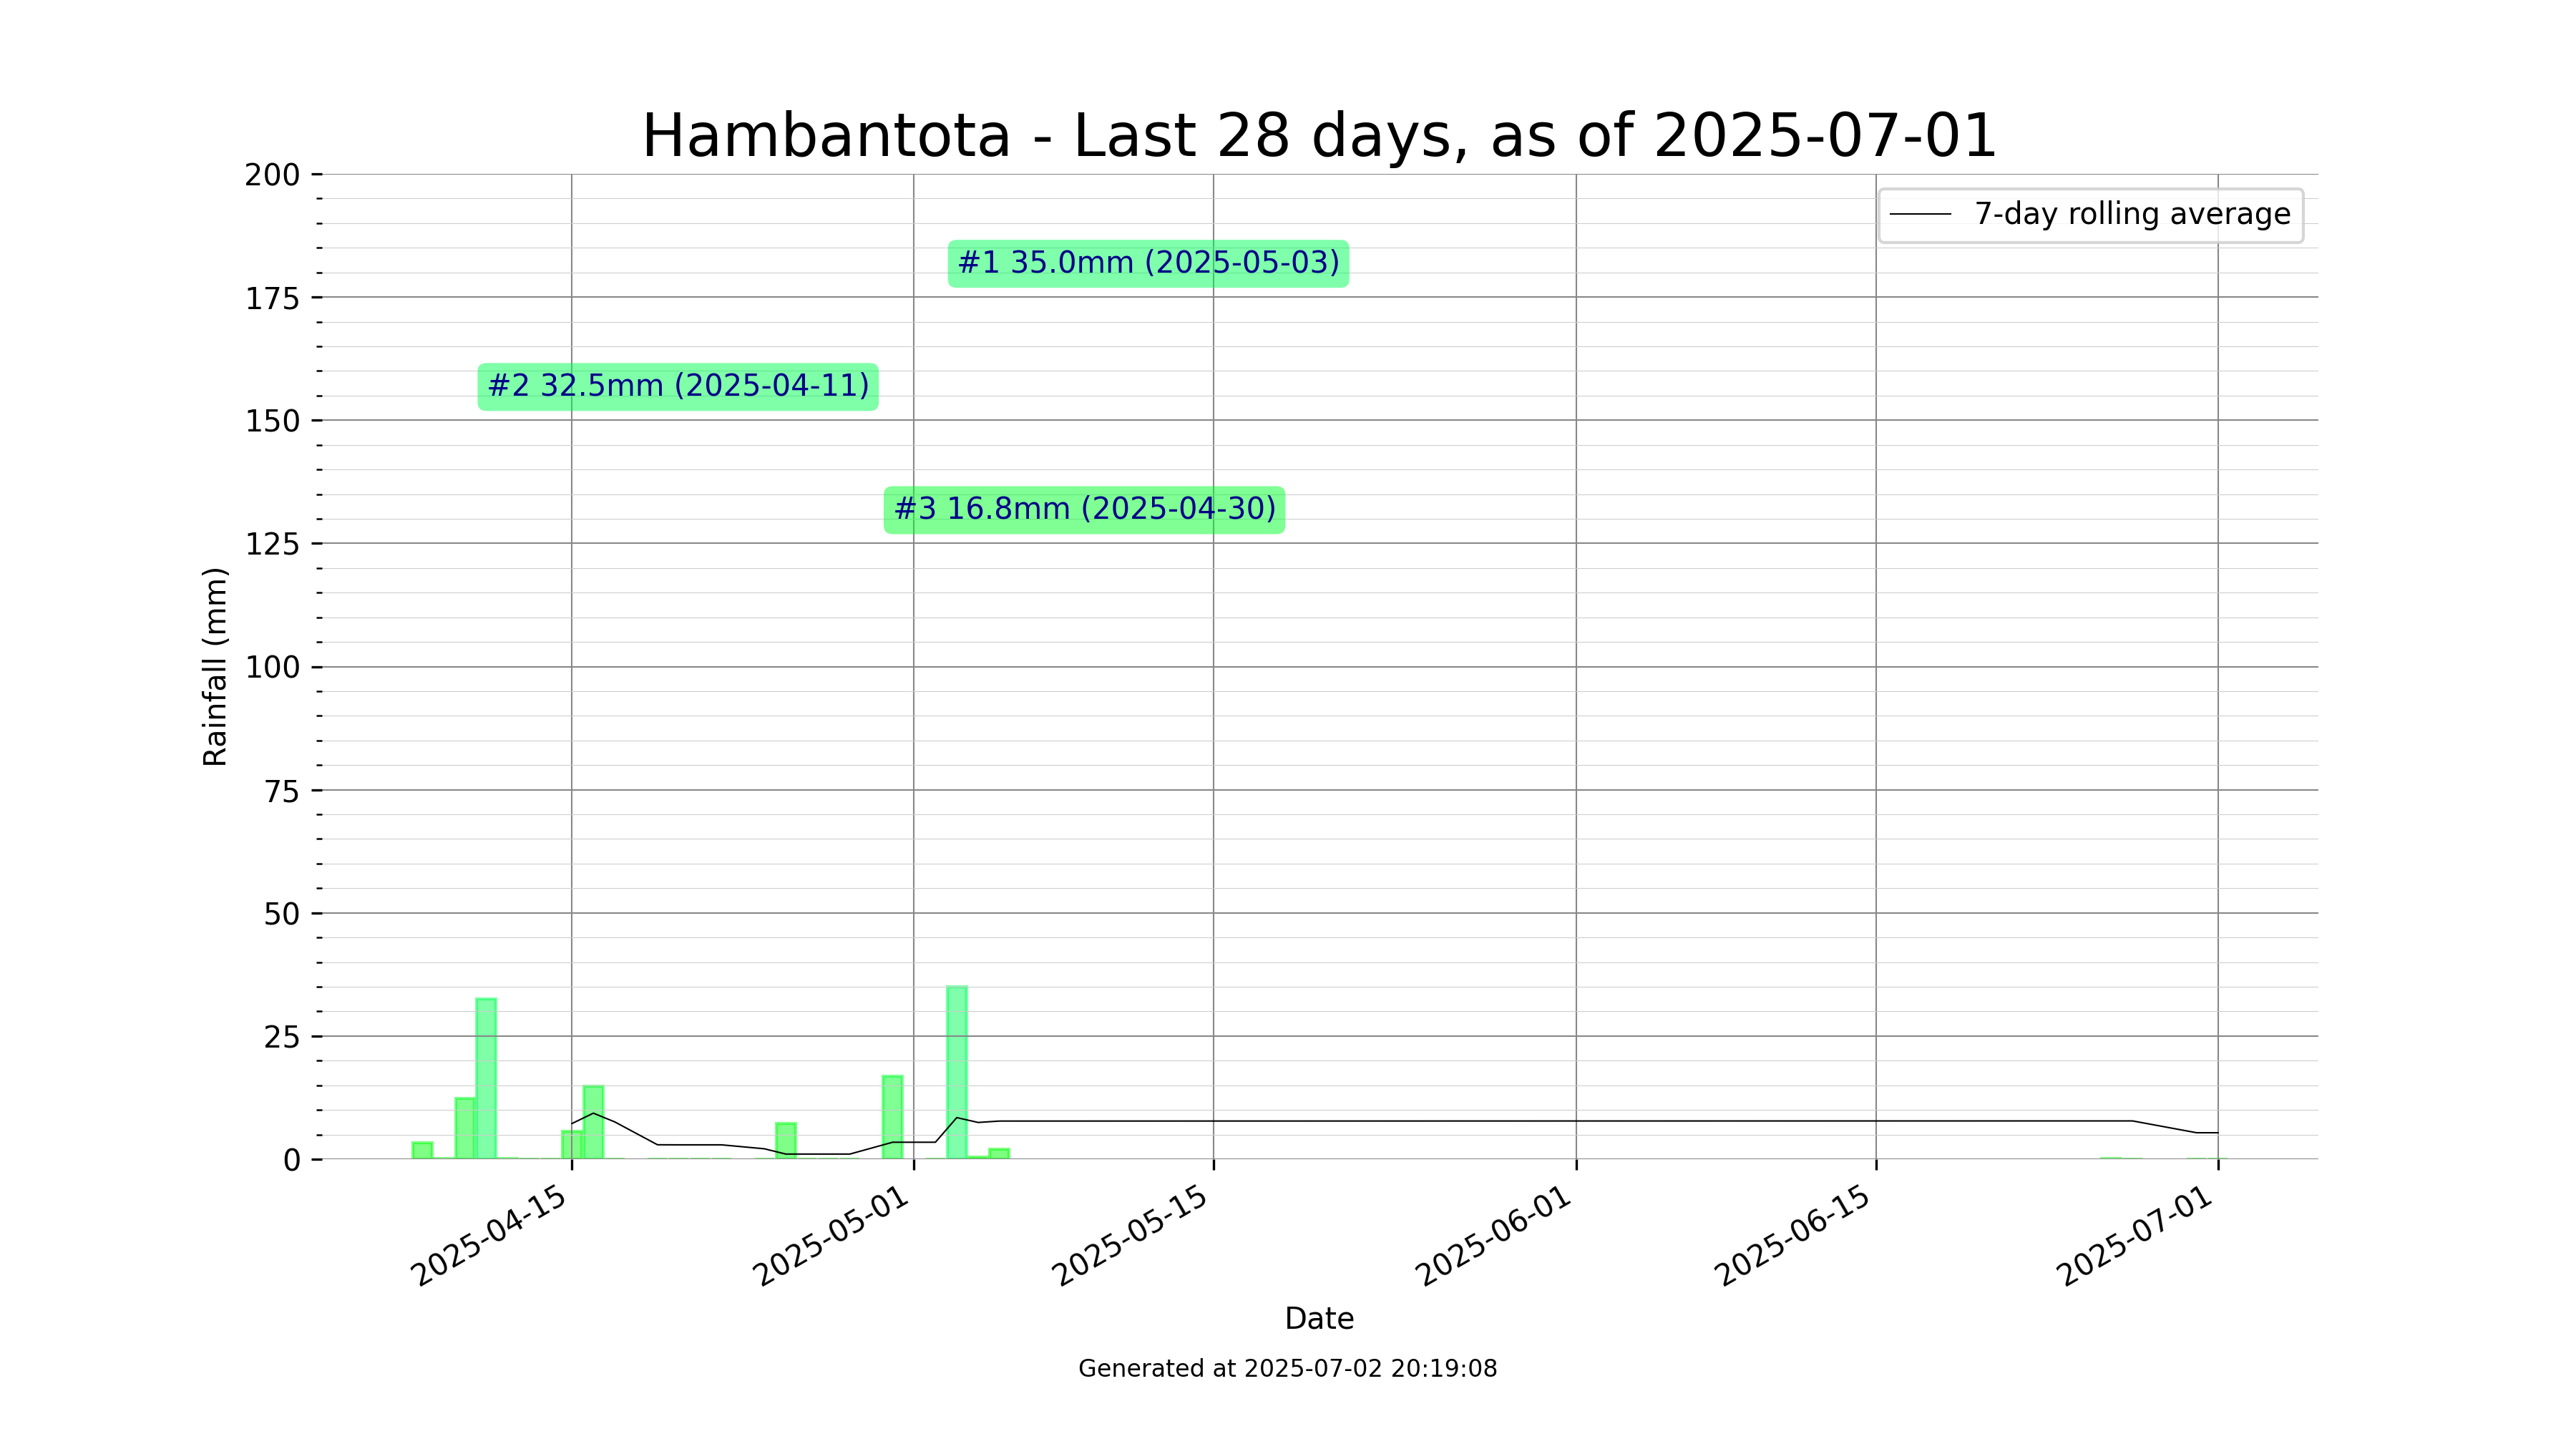 Hambantota - Last 28 days, as of 2025-07-01
7-day rolling average
#1 35.0mm (2025-05-03)
#2 32.5mm (2025-04-11)
#3 16.8mm (2025-04-30)
Rainfall (mm)
200
175
150
125
100
75
50
25
0
2025-04-15
2025-05-01
2025-05-15
2025-06-01
2025-06-15
2025-07-01
Date
Generated at 2025-07-02 20:19:08